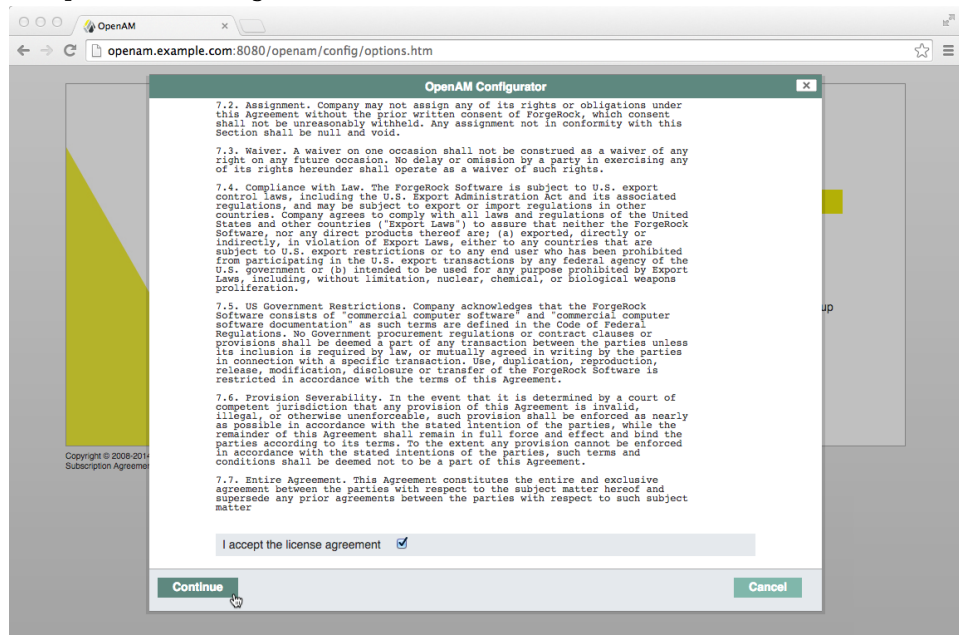 OpenAM
openam.example.com:8080/openam/config/options.htm
OpenAM Configurator
7.2. Assignment. Company may not assign any of its rights or obligations under
this Agreement without the prior written consent of ForgeRock, which consent
shall not be unreasonably withheld. Any assignment not in conformity with this
Section shall be null and void.
7.3. Waiver. A waiver on one occasion shall not be construed as a waiver of any
right on any future occasion. No delay or omission by a party in exercising any
of its rights hereunder shall operate as a waiver of such rights.
7.4. Compliance with Law. The ForgeRock Software is subject to U.S. export
control laws, including the U.S. Export Administration Act and its associated
regulations, and may be subject to export or import regulations in other
countries. Company agrees to comply with all laws and regulations of the United
States and other countries ("Export Laws") to assure that neither the ForgeRock
Software, nor any direct products thereof are; (a) exported, directly or
indirectly, in violation of Export Laws, either to any countries that are
subject to U.S. export restrictions or to any end user who has been prohibited
from participating in the U.S. export transactions by any federal agency of the
U.S. government or (b) intended to be used for any purpose prohibited by Export
Laws, including, without limitation, nuclear, chemical, or biological weapons
proliferation.
7.5. US Government Restrictions. Company acknowledges that the ForgeRock
Software consists of "commercial computer software" and "commercial computer
software documentation" as such terms are defined in the Code of Federal
Regulations. No Government procurement regulations or contract clauses or
provisions shall be deemed a part of any transaction between the parties unless
its inclusion is required by law, or mutually agreed in writing by the parties
in connection with a specific transaction. Use, duplication, reproduction,
release, modification, disclosure or transfer of the ForgeRock Software is
restricted in accordance with the terms of this Agreement.
up
7.6. Provision Severability. In the event that it is determined by a court of
competent jurisdiction that any provision of this Agreement is invalid,
illegal, or otherwise unenforceable, such provision shall be enforced as nearly
as possible in accordance with the stated intention of the parties, while the
remainder of this Agreement shall remain in full force and effect and bind the
parties according to its terms. To the extent any provision cannot be enforced
in accordance with the stated intentions of the parties, such terms and
conditions shall be deemed not to be a part of this Agreement.
Copyright © 2008-2014
Subscription Agreemen
7.7. Entire Agreement. This Agreement constitutes the entire and exclusive
agreement between the parties with respect to the subject matter hereof and
supersede any prior agreements between the parties with respect to such subject
matter
I accept the license agreement
Continue
Cancel